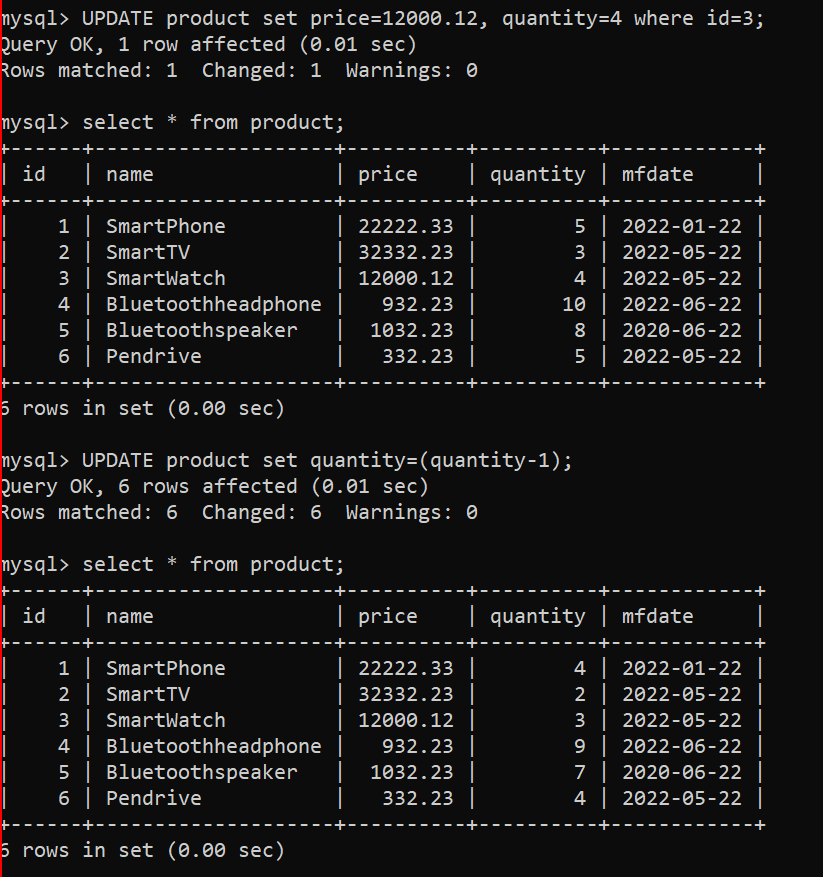 mysql> UPDATE product set price=12000.12, quantity=4 where id=3;
Query OK, 1 row affected (0.01 sec)
Rows matched: 1  Changed: 1  Warnings: 0
mysql> select * from product;
+------+--------------------+----------+----------+------------+
| id   | name               | price    | quantity | mfdate     |
+------+--------------------+----------+----------+------------+
|    1 | SmartPhone         | 22222.33 |        5 | 2022-01-22 |
|    2 | SmartTV            | 32332.23 |        3 | 2022-05-22 |
|    3 | SmartWatch         | 12000.12 |        4 | 2022-05-22 |
|    4 | Bluetoothheadphone |   932.23 |       10 | 2022-06-22 |
|    5 | Bluetoothspeaker   |  1032.23 |        8 | 2020-06-22 |
|    6 | Pendrive           |   332.23 |        5 | 2022-05-22 |
+------+--------------------+----------+----------+------------+
6 rows in set (0.00 sec)
mysql> UPDATE product set quantity=(quantity-1);
Query OK, 6 rows affected (0.01 sec)
Rows matched: 6  Changed: 6  Warnings: 0
mysql> select * from product;
+------+--------------------+----------+----------+------------+
| id   | name               | price    | quantity | mfdate     |
+------+--------------------+----------+----------+------------+
|    1 | SmartPhone         | 22222.33 |        4 | 2022-01-22 |
|    2 | SmartTV            | 32332.23 |        2 | 2022-05-22 |
|    3 | SmartWatch         | 12000.12 |        3 | 2022-05-22 |
|    4 | Bluetoothheadphone |   932.23 |        9 | 2022-06-22 |
|    5 | Bluetoothspeaker   |  1032.23 |        7 | 2020-06-22 |
|    6 | Pendrive           |   332.23 |        4 | 2022-05-22 |
+------+--------------------+----------+----------+------------+
6 rows in set (0.00 sec)